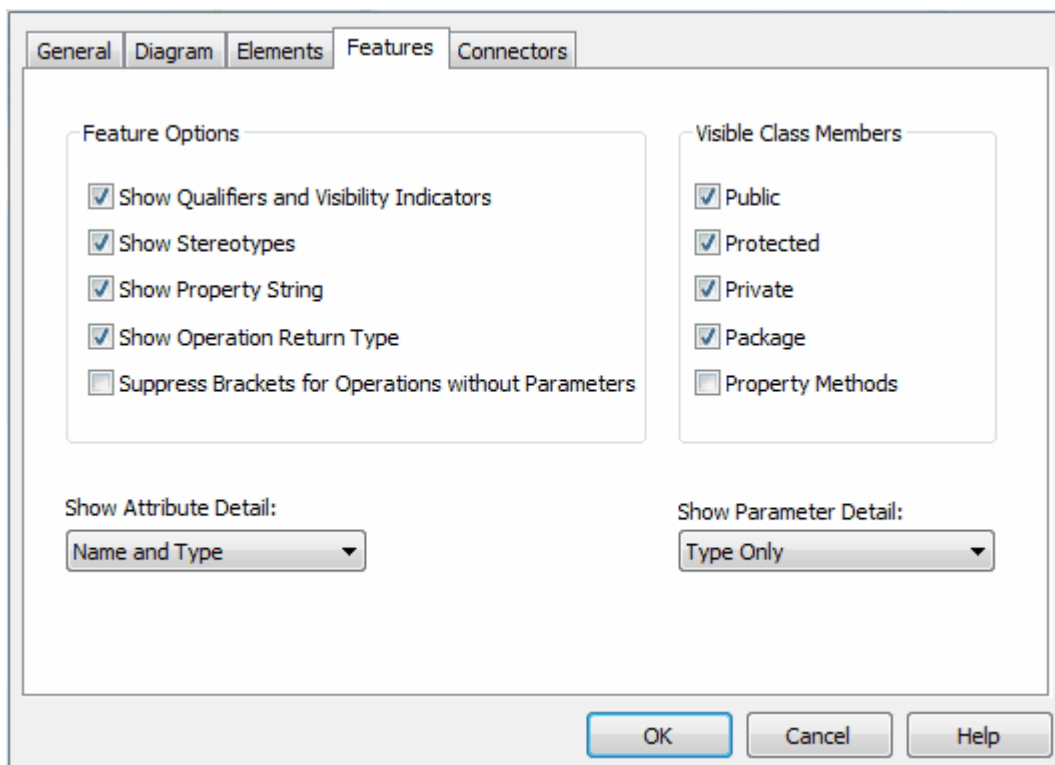 General Diagram Elements Features Connectors
Feature Options
Show Qualifiers and Visibility Indicators
Show Stereotypes
Show Property String
Show Operation Return Type
Suppress Brackets for Operations without Parameters
Visible Class Members
Public
Protected
Private
Package
Property Methods
Show Attribute Detail:
Name and Type
Show Parameter Detail:
Type Only
OK Cancel Help